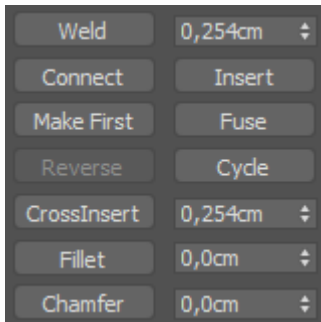 Weld 0,254cm
Connect Insert
Make First Fuse
Reverse Cycle
CrossInsert 0,254cm
Fillet 0,0cm
Chamfer 0,0cm